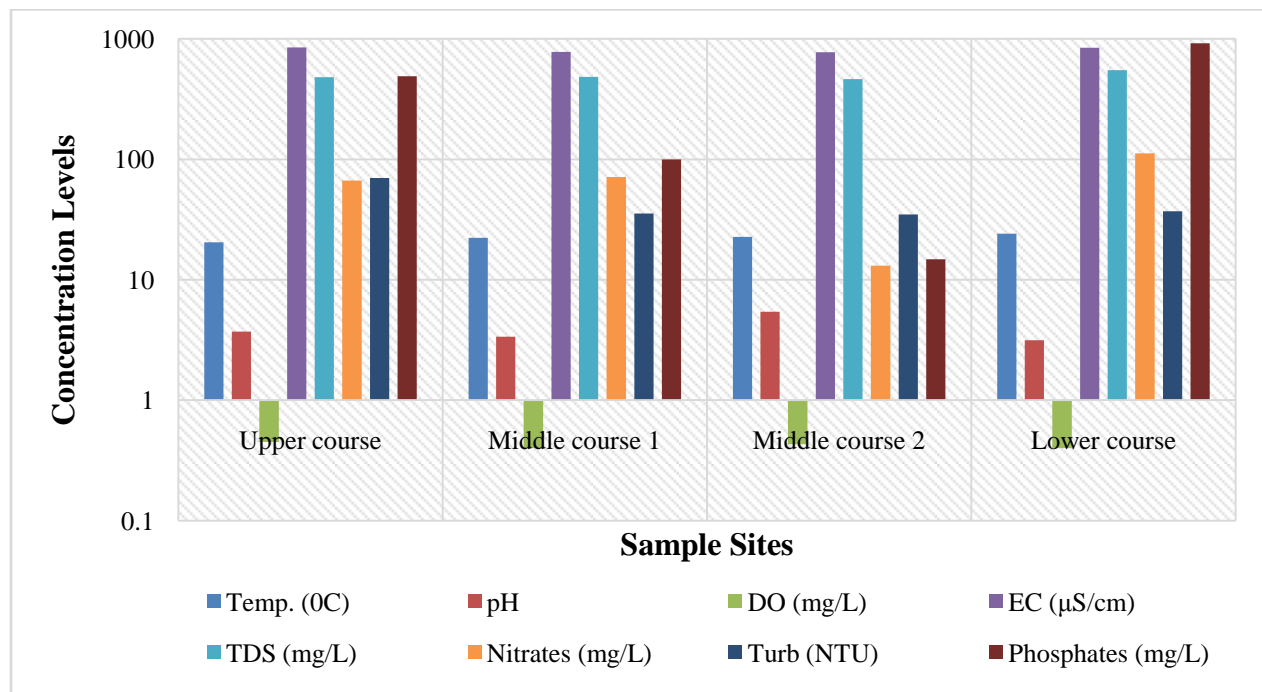 1000
100
10
1
0.1
Concentration Levels
Upper course
Middle course 1
Middle course 2
Lower course
Sample Sites
Temp. (0C)
pH
DO (mg/L)
EC (µS/cm)
TDS (mg/L)
Nitrates (mg/L)
Turb (NTU)
Phosphates (mg/L)